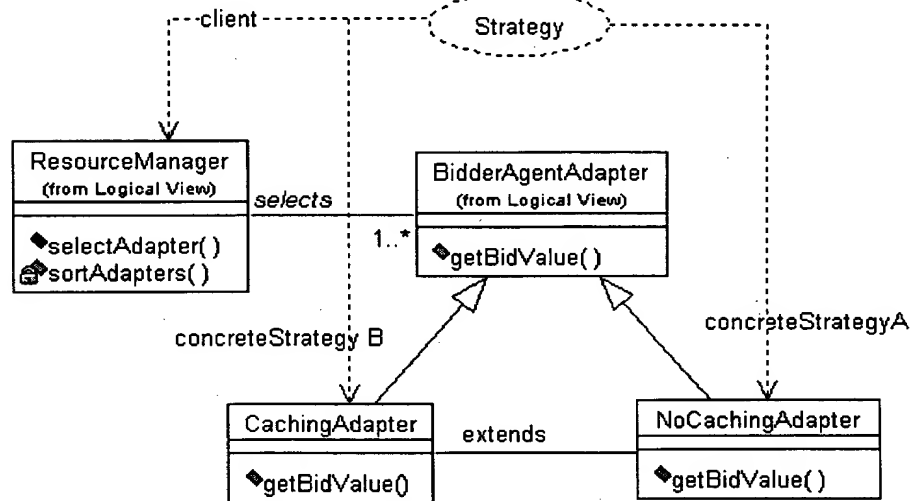 client
Strategy
ResourceManager
(from Logical View)
selectAdapter()
sortAdapters()
selects
1..*
BidderAgentAdapter
(from Logical View)
getBidValue()
concreteStrategy B
concreteStrategyA
CachingAdapter
getBidValue()
extends
NoCachingAdapter
getBidValue()